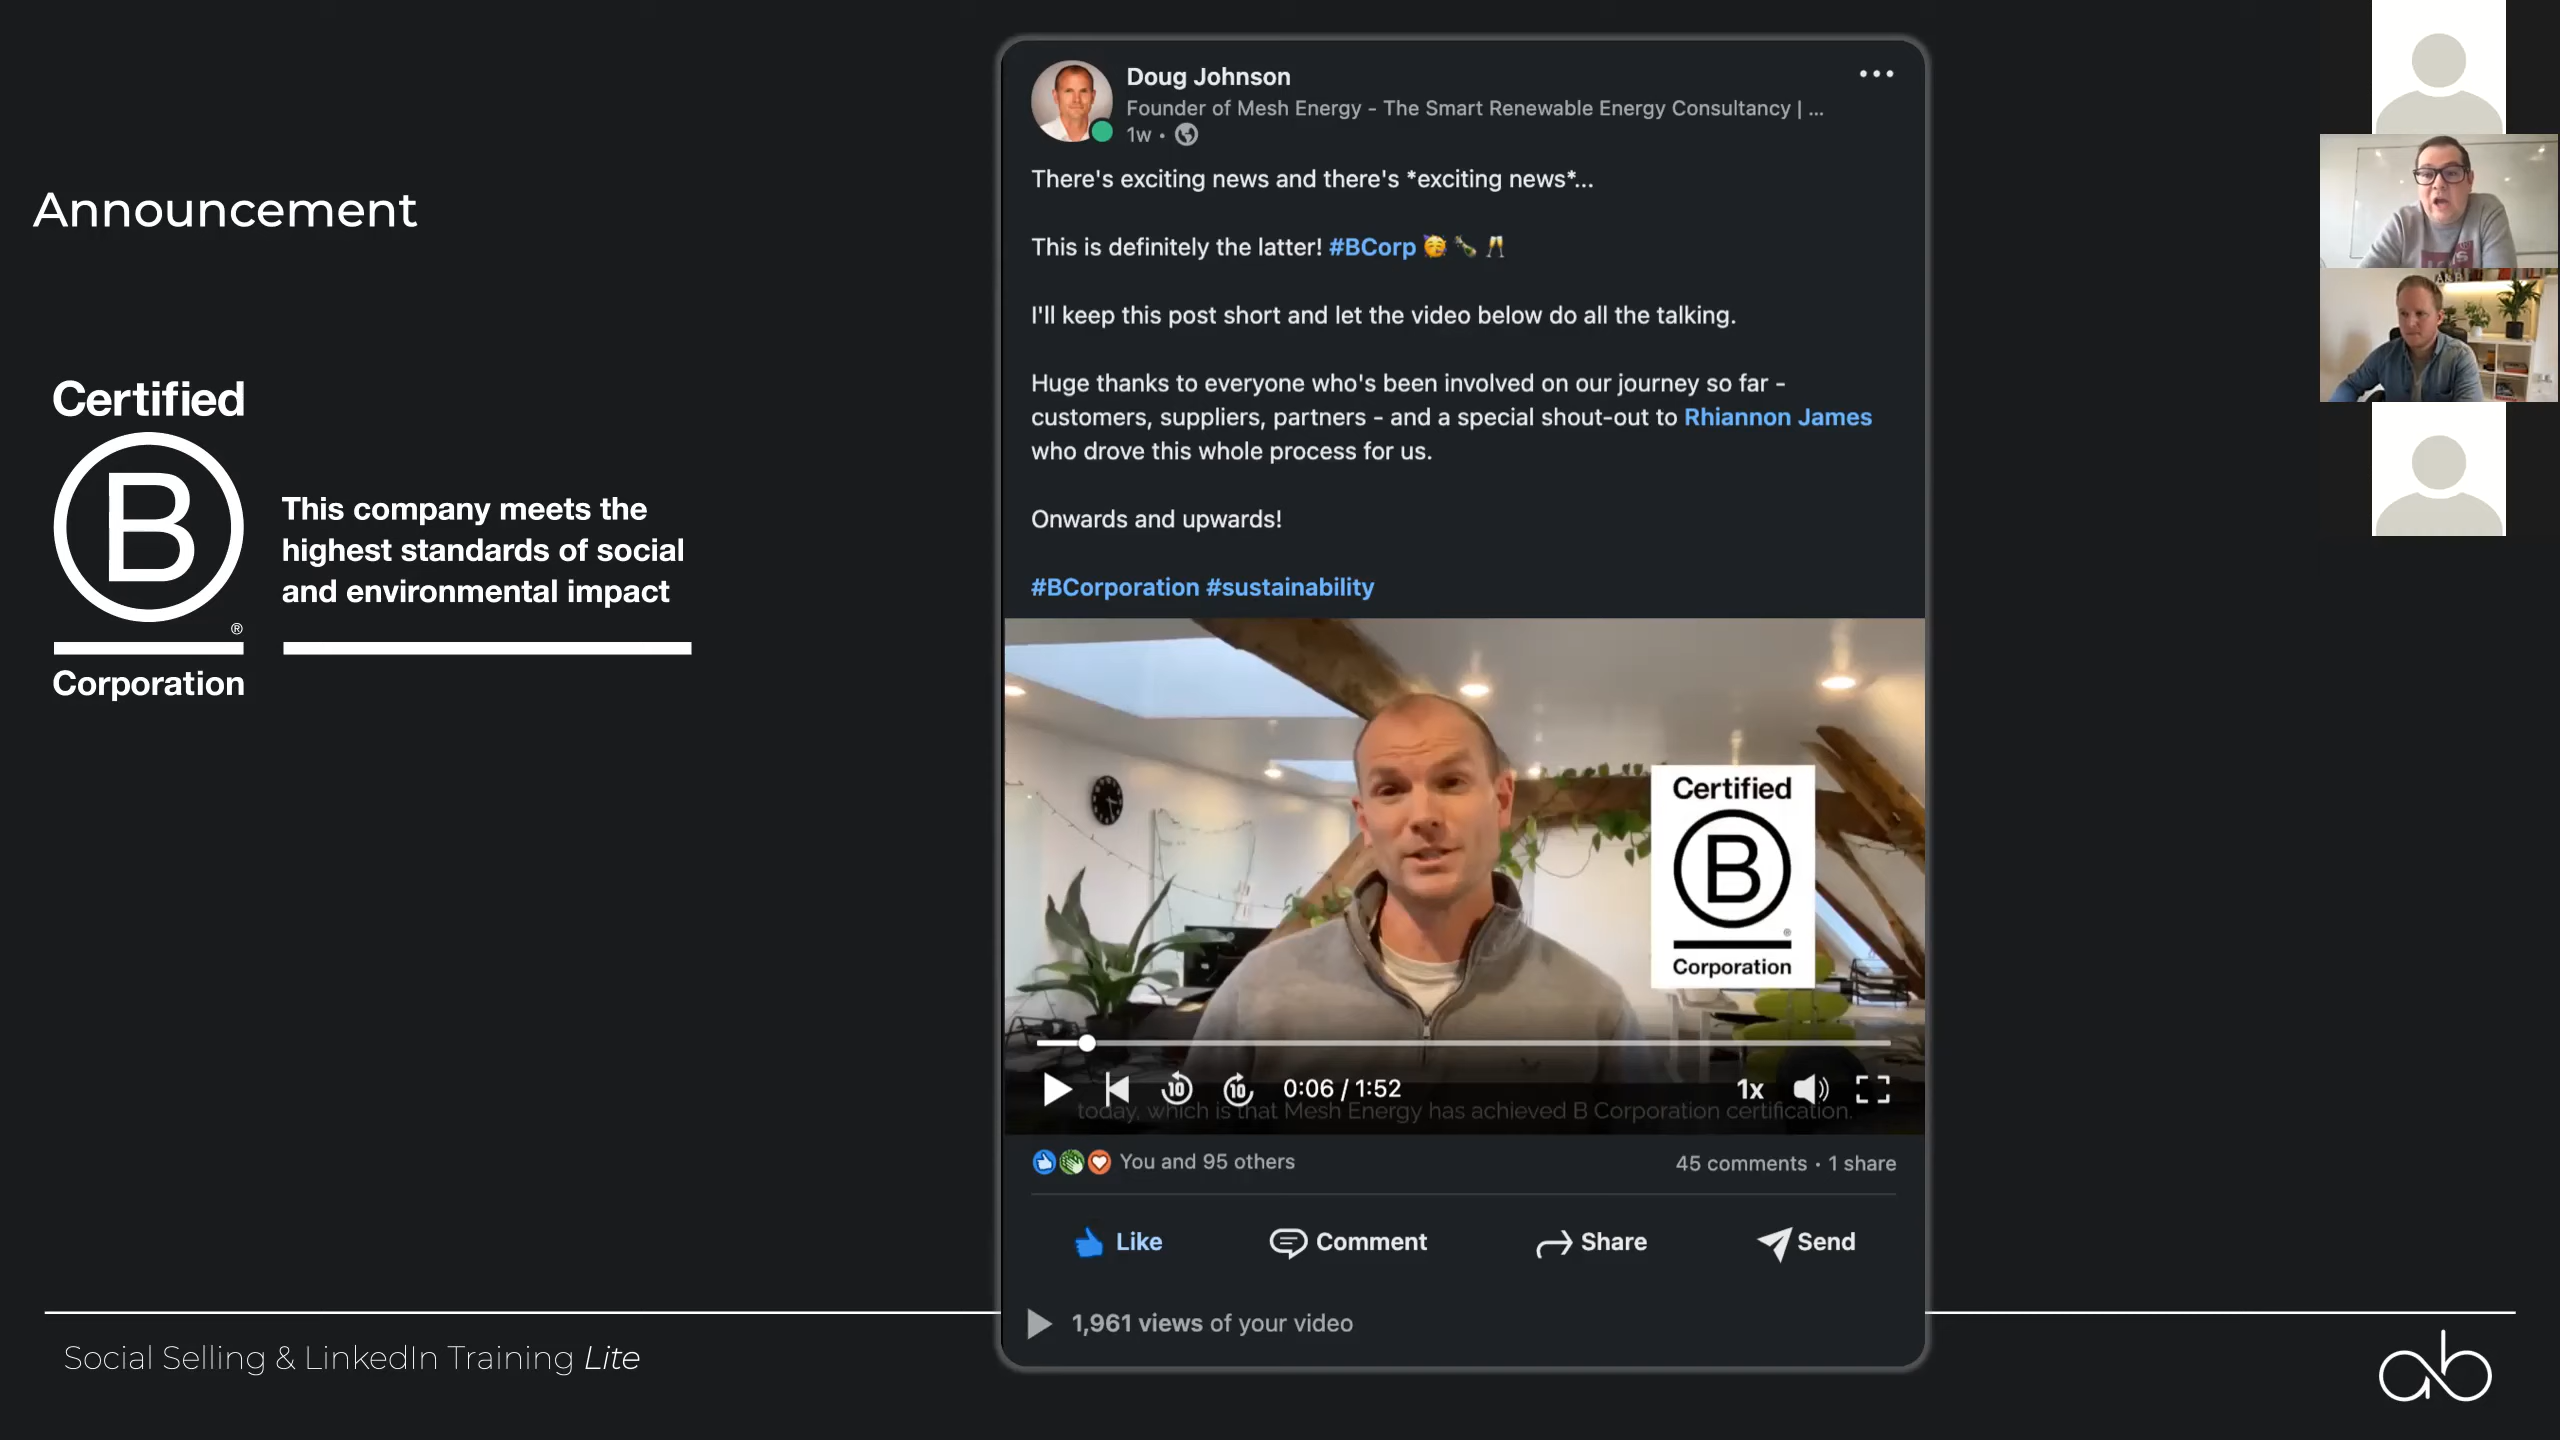 Announcement
Certified
B
®
Corporation
This company meets the
highest standards of social
and environmental impact
Doug Johnson
Founder of Mesh Energy - The Smart Renewable Energy Consultancy | ...
1w •
There's exciting news and there's *exciting news*...
This is definitely the latter! #BCorp 🥳 🍾 🥂
I'll keep this post short and let the video below do all the talking.
Huge thanks to everyone who's been involved on our journey so far -
customers, suppliers, partners - and a special shout-out to Rhiannon James
who drove this whole process for us.
Onwards and upwards!
#BCorporation #sustainability
Certified
B
®
Corporation
10
10
0:06 / 1:52
1x
today, which is that Mesh Energy has achieved B Corporation certification.
You and 95 others
45 comments • 1 share
Like
Comment
Share
Send
1,961 views of your video
Social Selling & LinkedIn Training Lite
ab